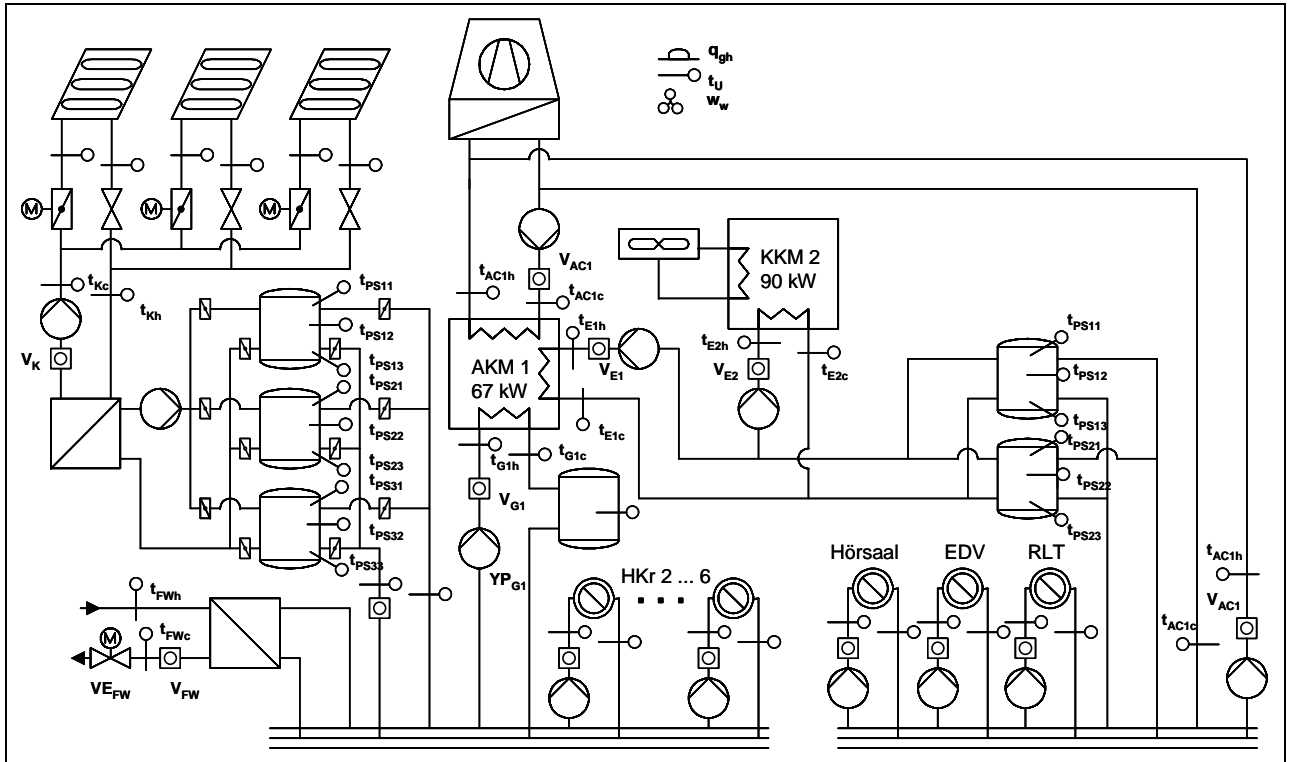 q_gh
t_U
w_w
M
M
M
t_Kc
t_Kh
V_K
t_PS11
t_PS12
t_PS13
t_PS21
t_PS22
t_PS23
t_PS31
t_PS32
t_PS33
V_AC1
t_AC1h
t_AC1c
AKM 1
67 kW
t_E1h
V_E1
t_E1c
KKM 2
90 kW
t_E2h
V_E2
t_E2c
t_G1h
t_G1c
V_G1
YP_G1
t_PS11
t_PS12
t_PS13
t_PS21
t_PS22
t_PS23
t_FWh
t_FWc
M
VE_FW
V_FW
HKr 2 ... 6
Hörsaal
EDV
RLT
t_AC1h
V_AC1
t_AC1c